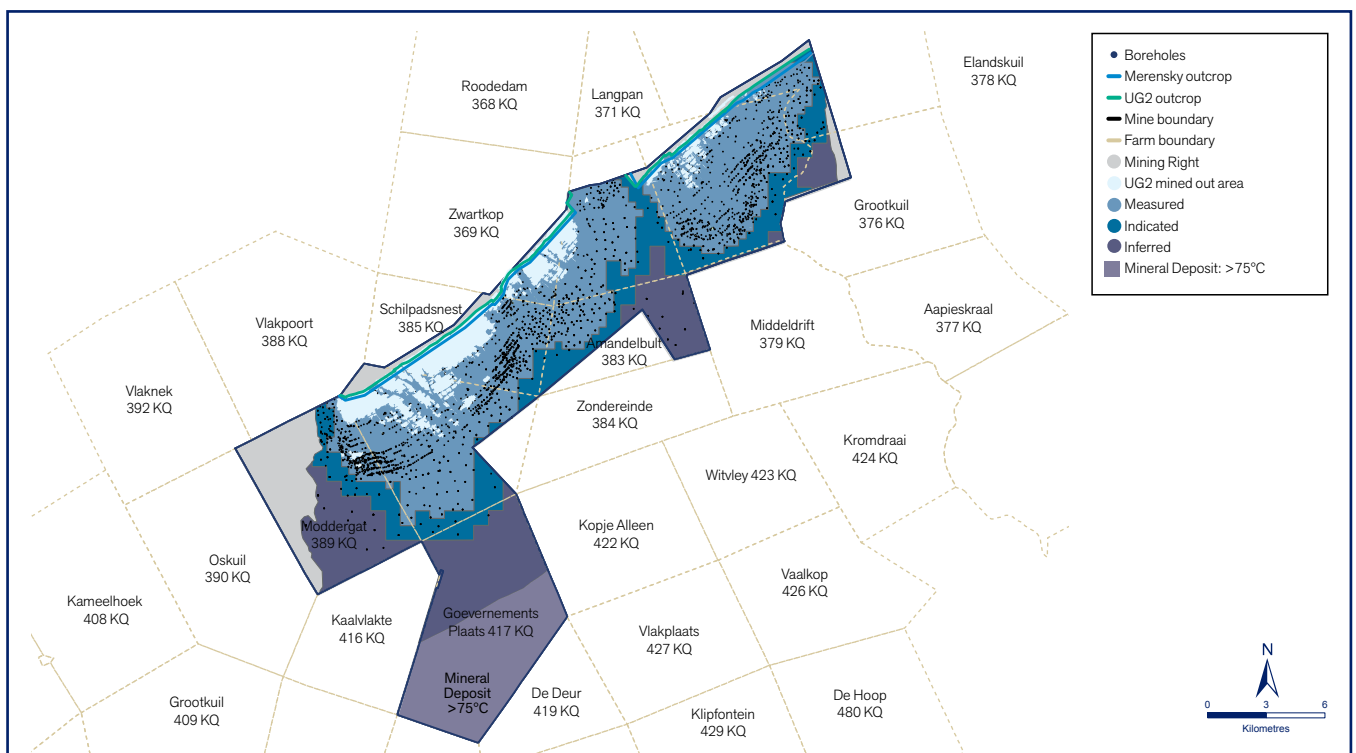 Roodedam
368 KQ
Langpan
371 KQ
Elandskuil
378 KQ
Zwartkop
369 KQ
Grootkuil
376 KQ
Schilpadsnest
385 KQ
Vlakpoort
388 KQ
Aapieskraal
377 KQ
Middeldrift
379 KQ
Amandelbult
383 KQ
Vlaknek
392 KQ
Zondereinde
384 KQ
Kromdraai
424 KQ
Witvley 423 KQ
Moddergat
389 KQ
Kopje Alleen
422 KQ
Oskuil
390 KQ
Vaalkop
426 KQ
Kameelhoek
408 KQ
Kaalvlakte
416 KQ
Goevernements
Plaats 417 KQ
Vlakplaats
427 KQ
Mineral
Deposit
>75°C
De Deur
419 KQ
Grootkuil
409 KQ
Klipfontein
429 KQ
De Hoop
480 KQ
Boreholes
Merensky outcrop
UG2 outcrop
Mine boundary
Farm boundary
Mining Right
UG2 mined out area
Measured
Indicated
Inferred
Mineral Deposit: >75°C
N
0 3 6
Kilometres